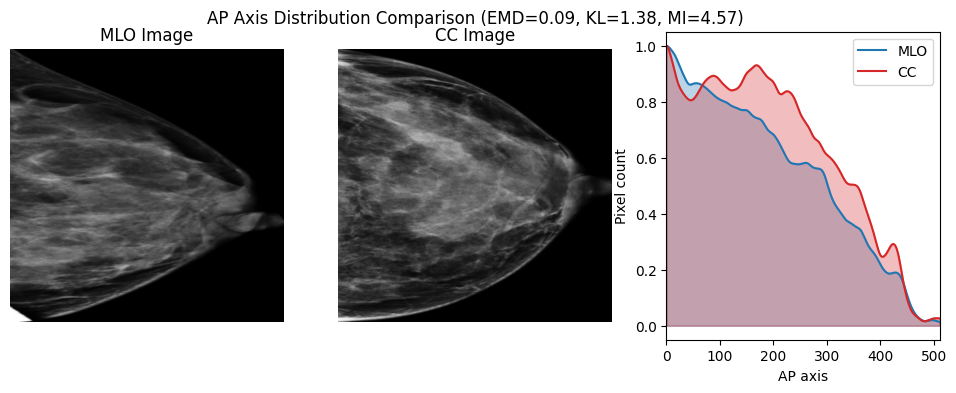 AP Axis Distribution Comparison (EMD=0.09, KL=1.38, MI=4.57)
MLO Image
CC Image
MLO
CC
Pixel count
1.0
0.8
0.6
0.4
0.2
0.0
0 100 200 300 400 500
AP axis